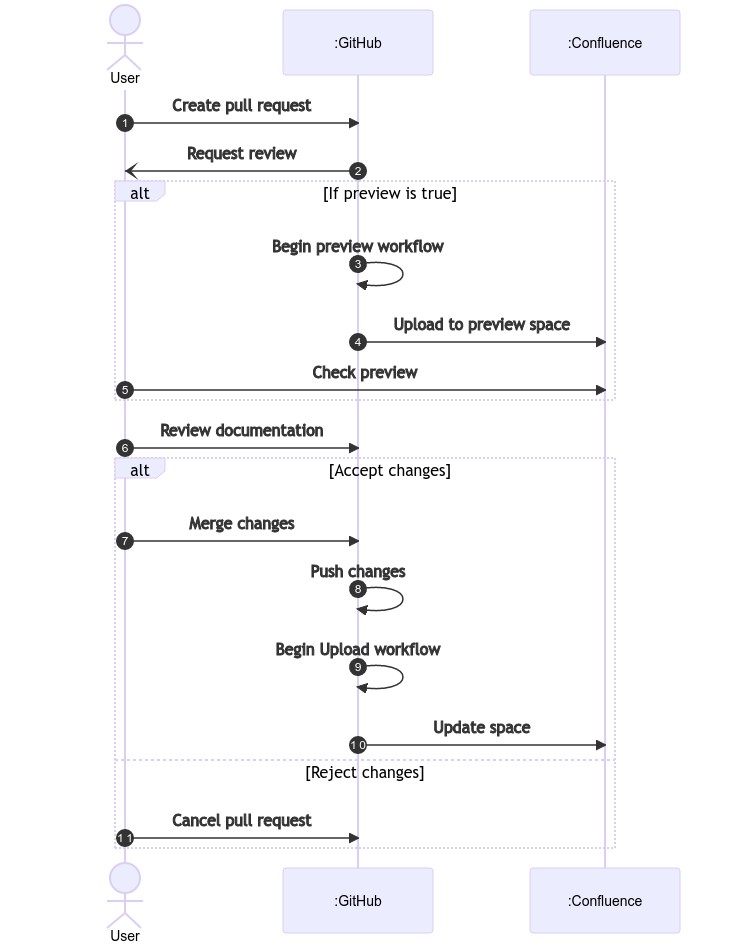 User
:GitHub
:Confluence
Create pull request
1
Request review
2
alt
[If preview is true]
Begin preview workflow
3
Upload to preview space
4
Check preview
5
Review documentation
6
alt
[Accept changes]
Merge changes
7
Push changes
8
Begin Upload workflow
9
Update space
10
[Reject changes]
Cancel pull request
11
User
:GitHub
:Confluence